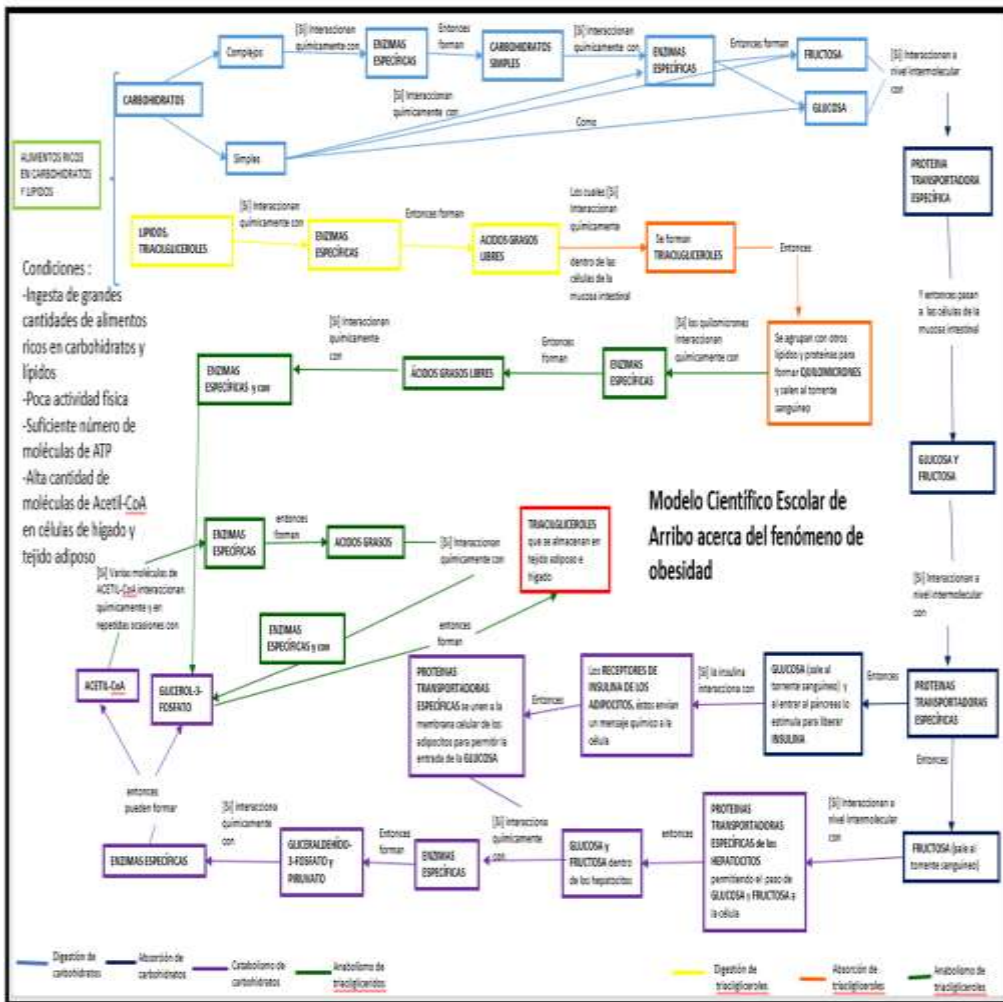 [Si] Interaccionan
químicamente con
Entonces
forman
[Si] Interaccionan
químicamente con
Entonces forman
[Si] Interaccionan a
nivel intermolecular
con
Complejos
ENZIMAS
ESPECÍFICAS
CARBOHIDRATOS
SIMPLES
ENZIMAS
ESPECÍFICAS
FRUCTOSA
CARBOHIDRATOS
[Si] Interaccionan
químicamente con
GLUCOSA
Como
Simples
ALIMENTOS RICOS
EN CARBOHIDRATOS
Y LIPIDOS
PROTEINA
TRANSPORTADORA
ESPECÍFICA
LIPIDOS,
TRIACILGLICEROLES
[Si] Interaccionan
químicamente con
ENZIMAS
ESPECÍFICAS
Entonces forman
ACIDOS GRASOS
LIBRES
Los cuales [Si]
Interaccionan
químicamente
dentro de las
células de la
mucosa intestinal
Se forman
TRIACILGLICEROLES
Entonces
Y entonces pasan
a las células de la
mucosa intestinal
Condiciones :
-Ingesta de grandes
cantidades de alimentos
ricos en carbohidratos y
lípidos
-Poca actividad física
-Suficiente número de
moléculas de ATP
-Alta cantidad de
moléculas de Acetil-CoA
en células de hígado y
tejido adiposo
Se agrupan con otros
lípidos y proteínas para
formar QUILOMICRONES
y salen al torrente
sanguíneo
[Si] los quilomicrones
Interaccionan
químicamente con
ENZIMAS
ESPECÍFICAS
Entonces
forman
ÁCIDOS GRASOS LIBRES
[Si] Interaccionan
químicamente
con
ENZIMAS
ESPECÍFICAS y con
GLUCOSA Y
FRUCTOSA
Modelo Científico Escolar de
Arribo acerca del fenómeno de
obesidad
[Si] Varias moléculas de
ACETIL-CoA interaccionan
químicamente y en
repetidas ocasiones con
ENZIMAS
ESPECÍFICAS
entonces
forman
ACIDOS GRASOS
[Si] Interaccionan
químicamente con
ENZIMAS
ESPECÍFICAS y con
TRIACILGLICEROLES
que se almacenan en
tejido adiposo e
hígado
entonces
forman
ACETIL-CoA
GLICEROL-3-
FOSFATO
[Si] Interaccionan a
nivel intermolecular
con
PROTEINAS
TRANSPORTADORAS
ESPECÍFICAS
Entonces
GLUCOSA (sale al
torrente sanguíneo) y
al entrar al páncreas lo
estimula para liberar
INSULINA
[Si] la insulina
interacciona con
Los RECEPTORES DE
INSULINA DE LOS
ADIPOCITOS, éstos envían
un mensaje químico a la
célula
Entonces
PROTEINAS
TRANSPORTADORAS
ESPECÍFICAS se unen a la
membrana celular de los
adipocitos para permitir la
entrada de la GLUCOSA
Entonces
FRUCTOSA (sale al
torrente sanguíneo)
[Si] Interaccionan a
nivel intermolecular
con
PROTEINAS
TRANSPORTADORAS
ESPECÍFICAS de los
HEPATOCITOS
permitiendo el paso de
GLUCOSA y FRUCTOSA a
la célula
entonces
GLUCOSA y
FRUCTOSA dentro
de los hepatocitos
[Si] Interacciona
químicamente
con
ENZIMAS
ESPECÍFICAS
Entonces
forman
GLICERALDEHÍDO-
3-FOSFATO y
PIRUVATO
[Si] Interacciona
químicamente
con
ENZIMAS ESPECÍFICAS
entonces
pueden formar
Digestión de
carbohidratos
Absorción de
carbohidratos
Catabolismo de
carbohidratos
Anabolismo de
triacilgliceridos
Digestión de
triacilgliceroles
Absorción de
triacilgliceroles
Anabolismo de
triacilgliceroles